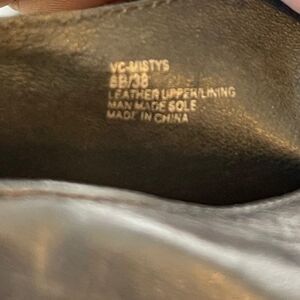 VC-MISTYS
8B/38
LEATHER UPPER/LINING
MAN MADE SOLE
MADE IN CHINA